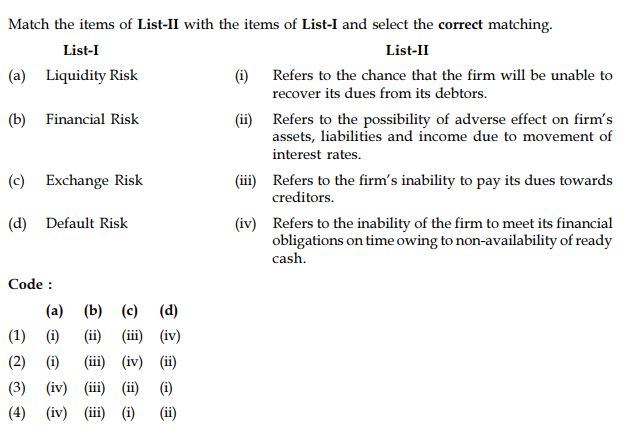 Match the items of List-II with the items of List-I and select the correct matching.
List-I List-II
(a) Liquidity Risk (i) Refers to the chance that the firm will be unable to
recover its dues from its debtors.
(b) Financial Risk (ii) Refers to the possibility of adverse effect on firm's
assets, liabilities and income due to movement of
interest rates.
(c) Exchange Risk (iii) Refers to the firm's inability to pay its dues towards
creditors.
(d) Default Risk (iv) Refers to the inability of the firm to meet its financial
obligations on time owing to non-availability of ready
cash.
Code :
(a) (b) (c) (d)
(1) (i) (ii) (iii) (iv)
(2) (i) (iii) (iv) (ii)
(3) (iv) (iii) (ii) (i)
(4) (iv) (iii) (i) (ii)